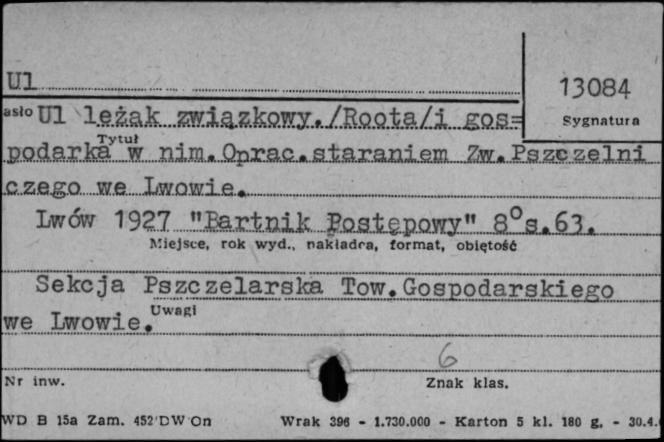 Ul
13084
Sygnatura
asło Ul leżak związkowy./Roota/i gos=
Tytuł
podarka w nim.Oprac.staraniem Zw.Pszczelni
czego we Lwowie.
Lwów 1927 "Bartnik Postępowy" 8° s.63.
Miejsce, rok wyd., nakładca, format, objętość
Sekcja Pszczelarska Tow.Gospodarskiego
we Lwowie.
Uwagi
6
Nr inw.
Znak klas.
WD B 15a Zam. 452 DW On Wrak 396 - 1.730.000 - Karton 5 kl. 180 g. - 30.4.